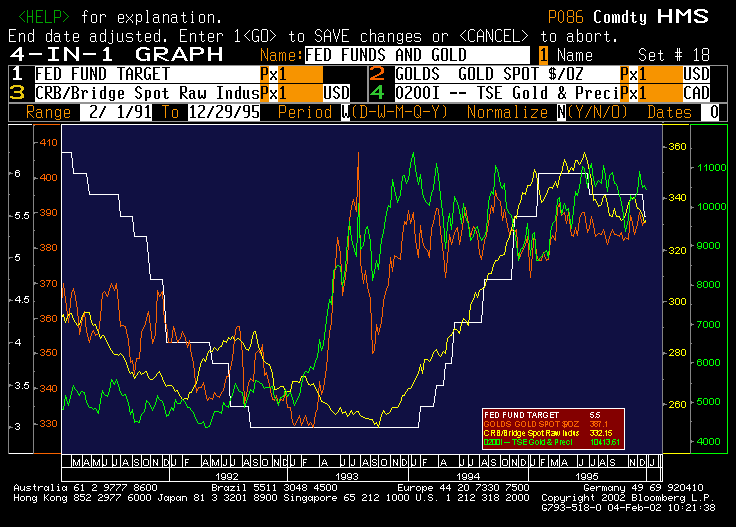 <HELP> for explanation. P086 Comdty HMS
End date adjusted. Enter 1<GO> to SAVE changes or <CANCEL> to abort.
4-IN-1 GRAPH Name: FED FUNDS AND GOLD 1 Name Set # 18
1 FED FUND TARGET Px1 2 GOLDS GOLD SPOT $/OZ Px1 USD
3 CRB/Bridge Spot Raw Indus Px1 USD 4 0200I -- TSE Gold & Preci Px1 CAD
Range 2/ 1/91 To 12/29/95 Period W(D-W-M-Q-Y) Normalize N(Y/N/O) Dates 0
410
400
390
380
370
360
350
340
330
6
5.5
5
4.5
4
3.5
3
360
340
320
300
280
260
11000
10000
9000
8000
7000
6000
5000
4000
FED FUND TARGET 5.5
GOLDS GOLD SPOT $/OZ 387.1
CRB/Bridge Spot Raw Indus 332.15
0200I -- TSE Gold & Preci 10413.61
M A M J J A S O N D J F A M J J A S O N D J F A J J A S O N D J F A M J J A S O N D J F M A M J J A S N D J
1992 1993 1994 1995
Australia 61 2 9777 8600 Brazil 5511 3048 4500 Europe 44 20 7330 7500 Germany 49 69 920410
Hong Kong 852 2977 6000 Japan 81 3 3201 8900 Singapore 65 212 1000 U.S. 1 212 318 2000 Copyright 2002 Bloomberg L.P.
G793-518-0 04-Feb-02 10:21:38